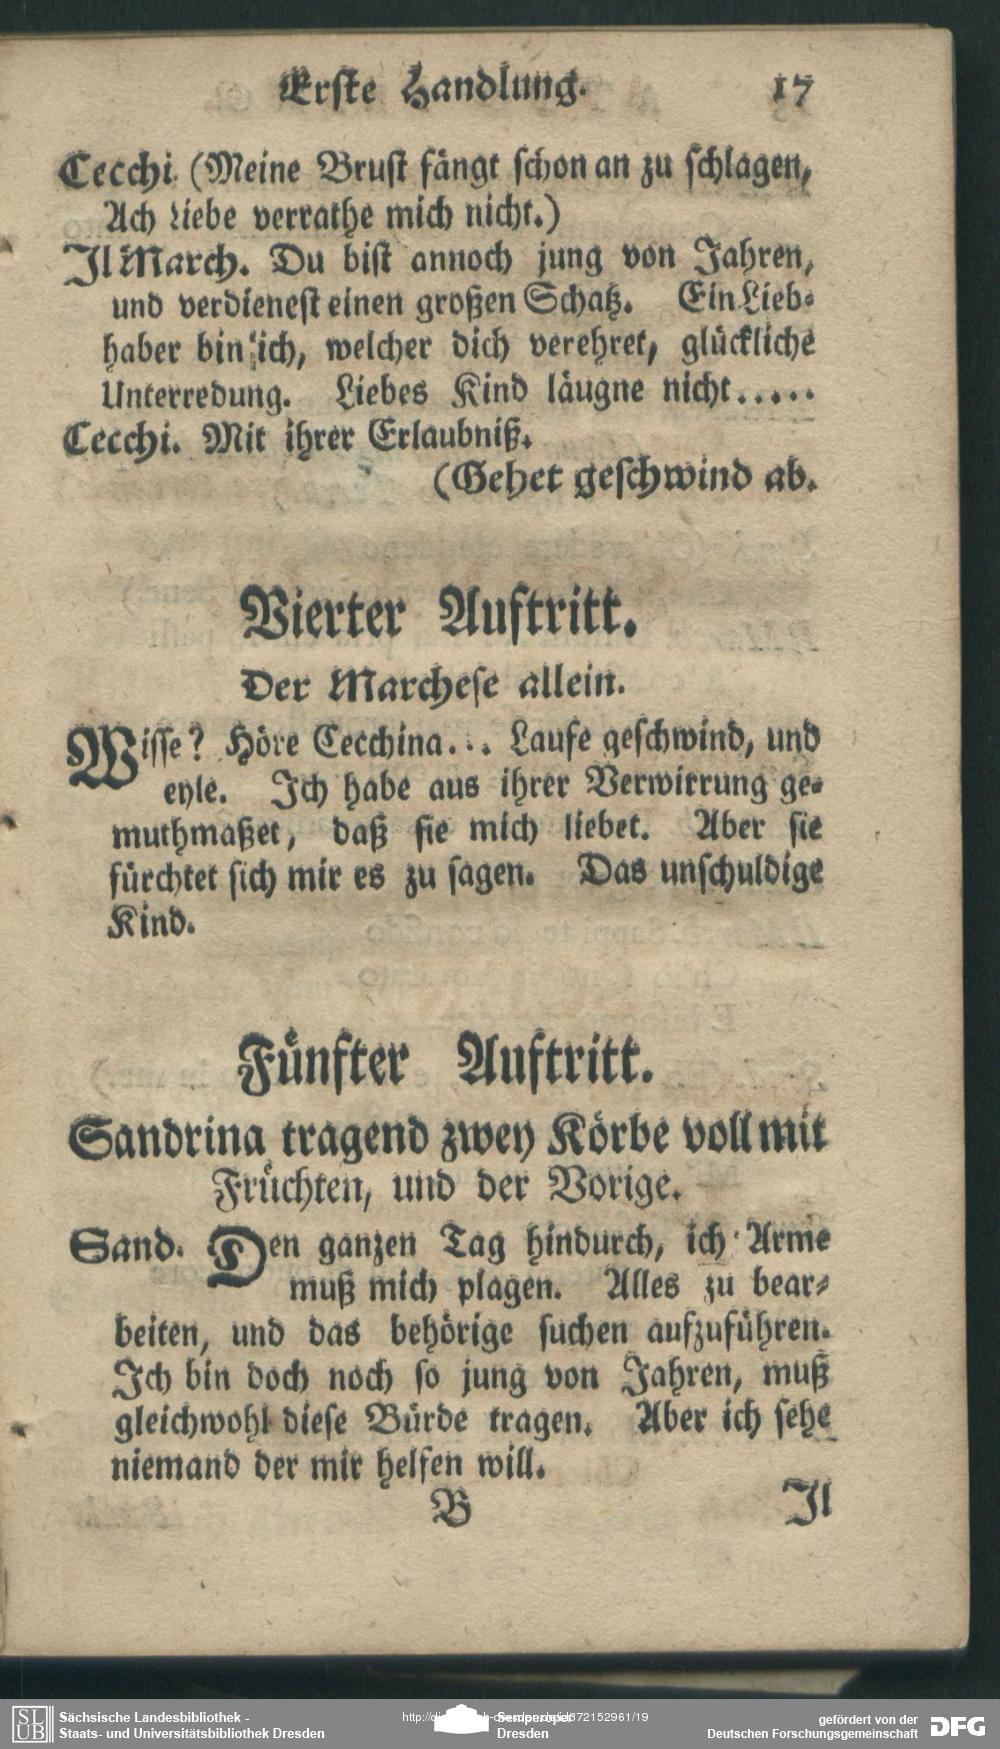 Erste Handlung. 17
Cecchi. (Meine Brust fängt schon an zu schlagen,
Ach Liebe verrathe mich nicht.)
Il March. Du bist annoch jung von Jahren,
und verdienest einen großen Schatz. Ein Lieb-
haber bin ich, welcher dich verehret, glückliche
Unterredung. Liebes Kind läugne nicht.....
Cecchi. Mit ihrer Erlaubniß.
(Gehet geschwind ab.
Vierter Auftritt.
Der Marchese allein.
Wisse? Höre Cecchina... Laufe geschwind, und
eyle. Ich habe aus ihrer Verwirrung ge-
muthmaßet, daß sie mich liebet. Aber sie
fürchtet sich mir es zu sagen. Das unschuldige
Kind.
Fünfter Auftritt.
Sandrina tragend zwey Körbe voll mit
Früchten, und der Vorige.
Sand. Den ganzen Tag hindurch, ich Arme
muß mich plagen. Alles zu bear-
beiten, und das behörige suchen aufzuführen.
Ich bin doch noch so jung von Jahren, muß
gleichwohl diese Bürde tragen. Aber ich sehe
niemand der mir helfen will.
B Il
SLUB Sächsische Landesbibliothek -
Staats- und Universitätsbibliothek Dresden
Semperoper
Dresden
gefördert von der
Deutschen Forschungsgemeinschaft DFG